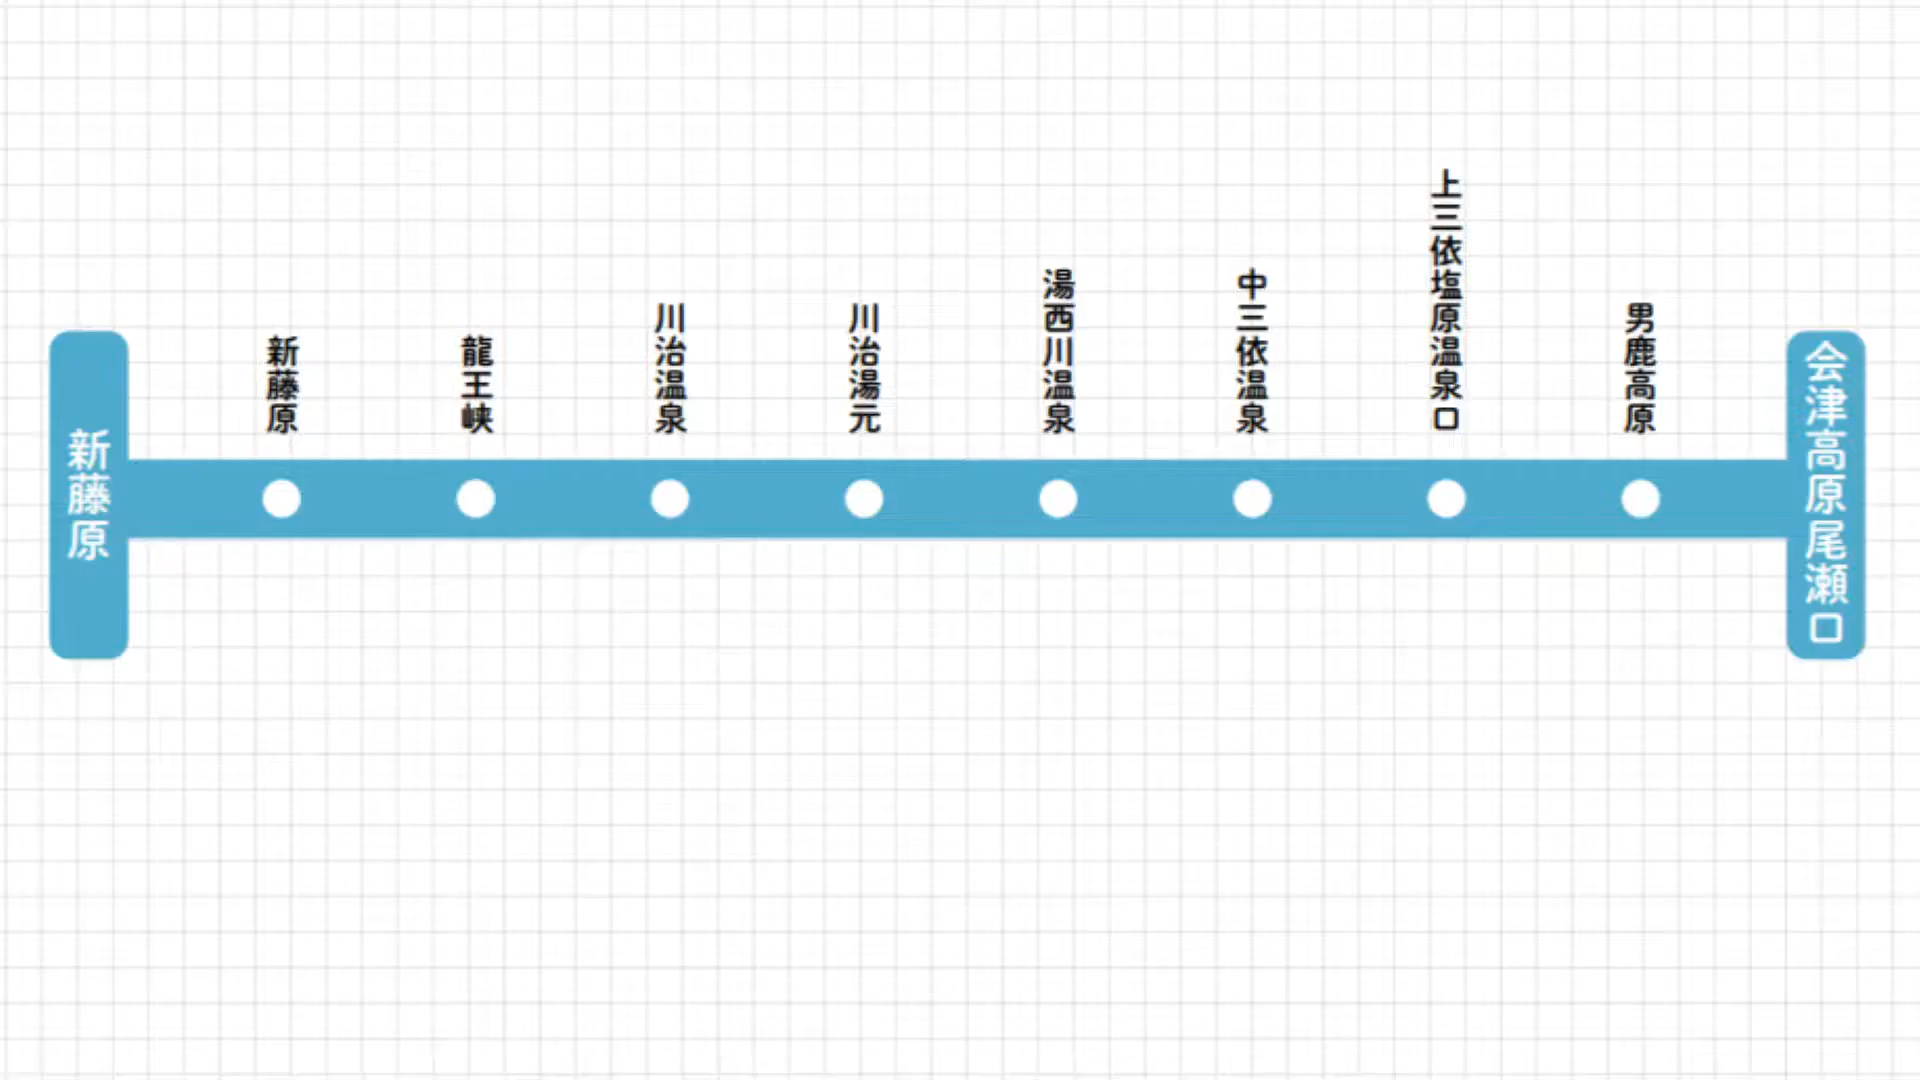 新藤原
新藤原
龍王峡
川治温泉
川治湯元
湯西川温泉
中三依温泉
上三依塩原温泉口
男鹿高原
会津高原尾瀬口